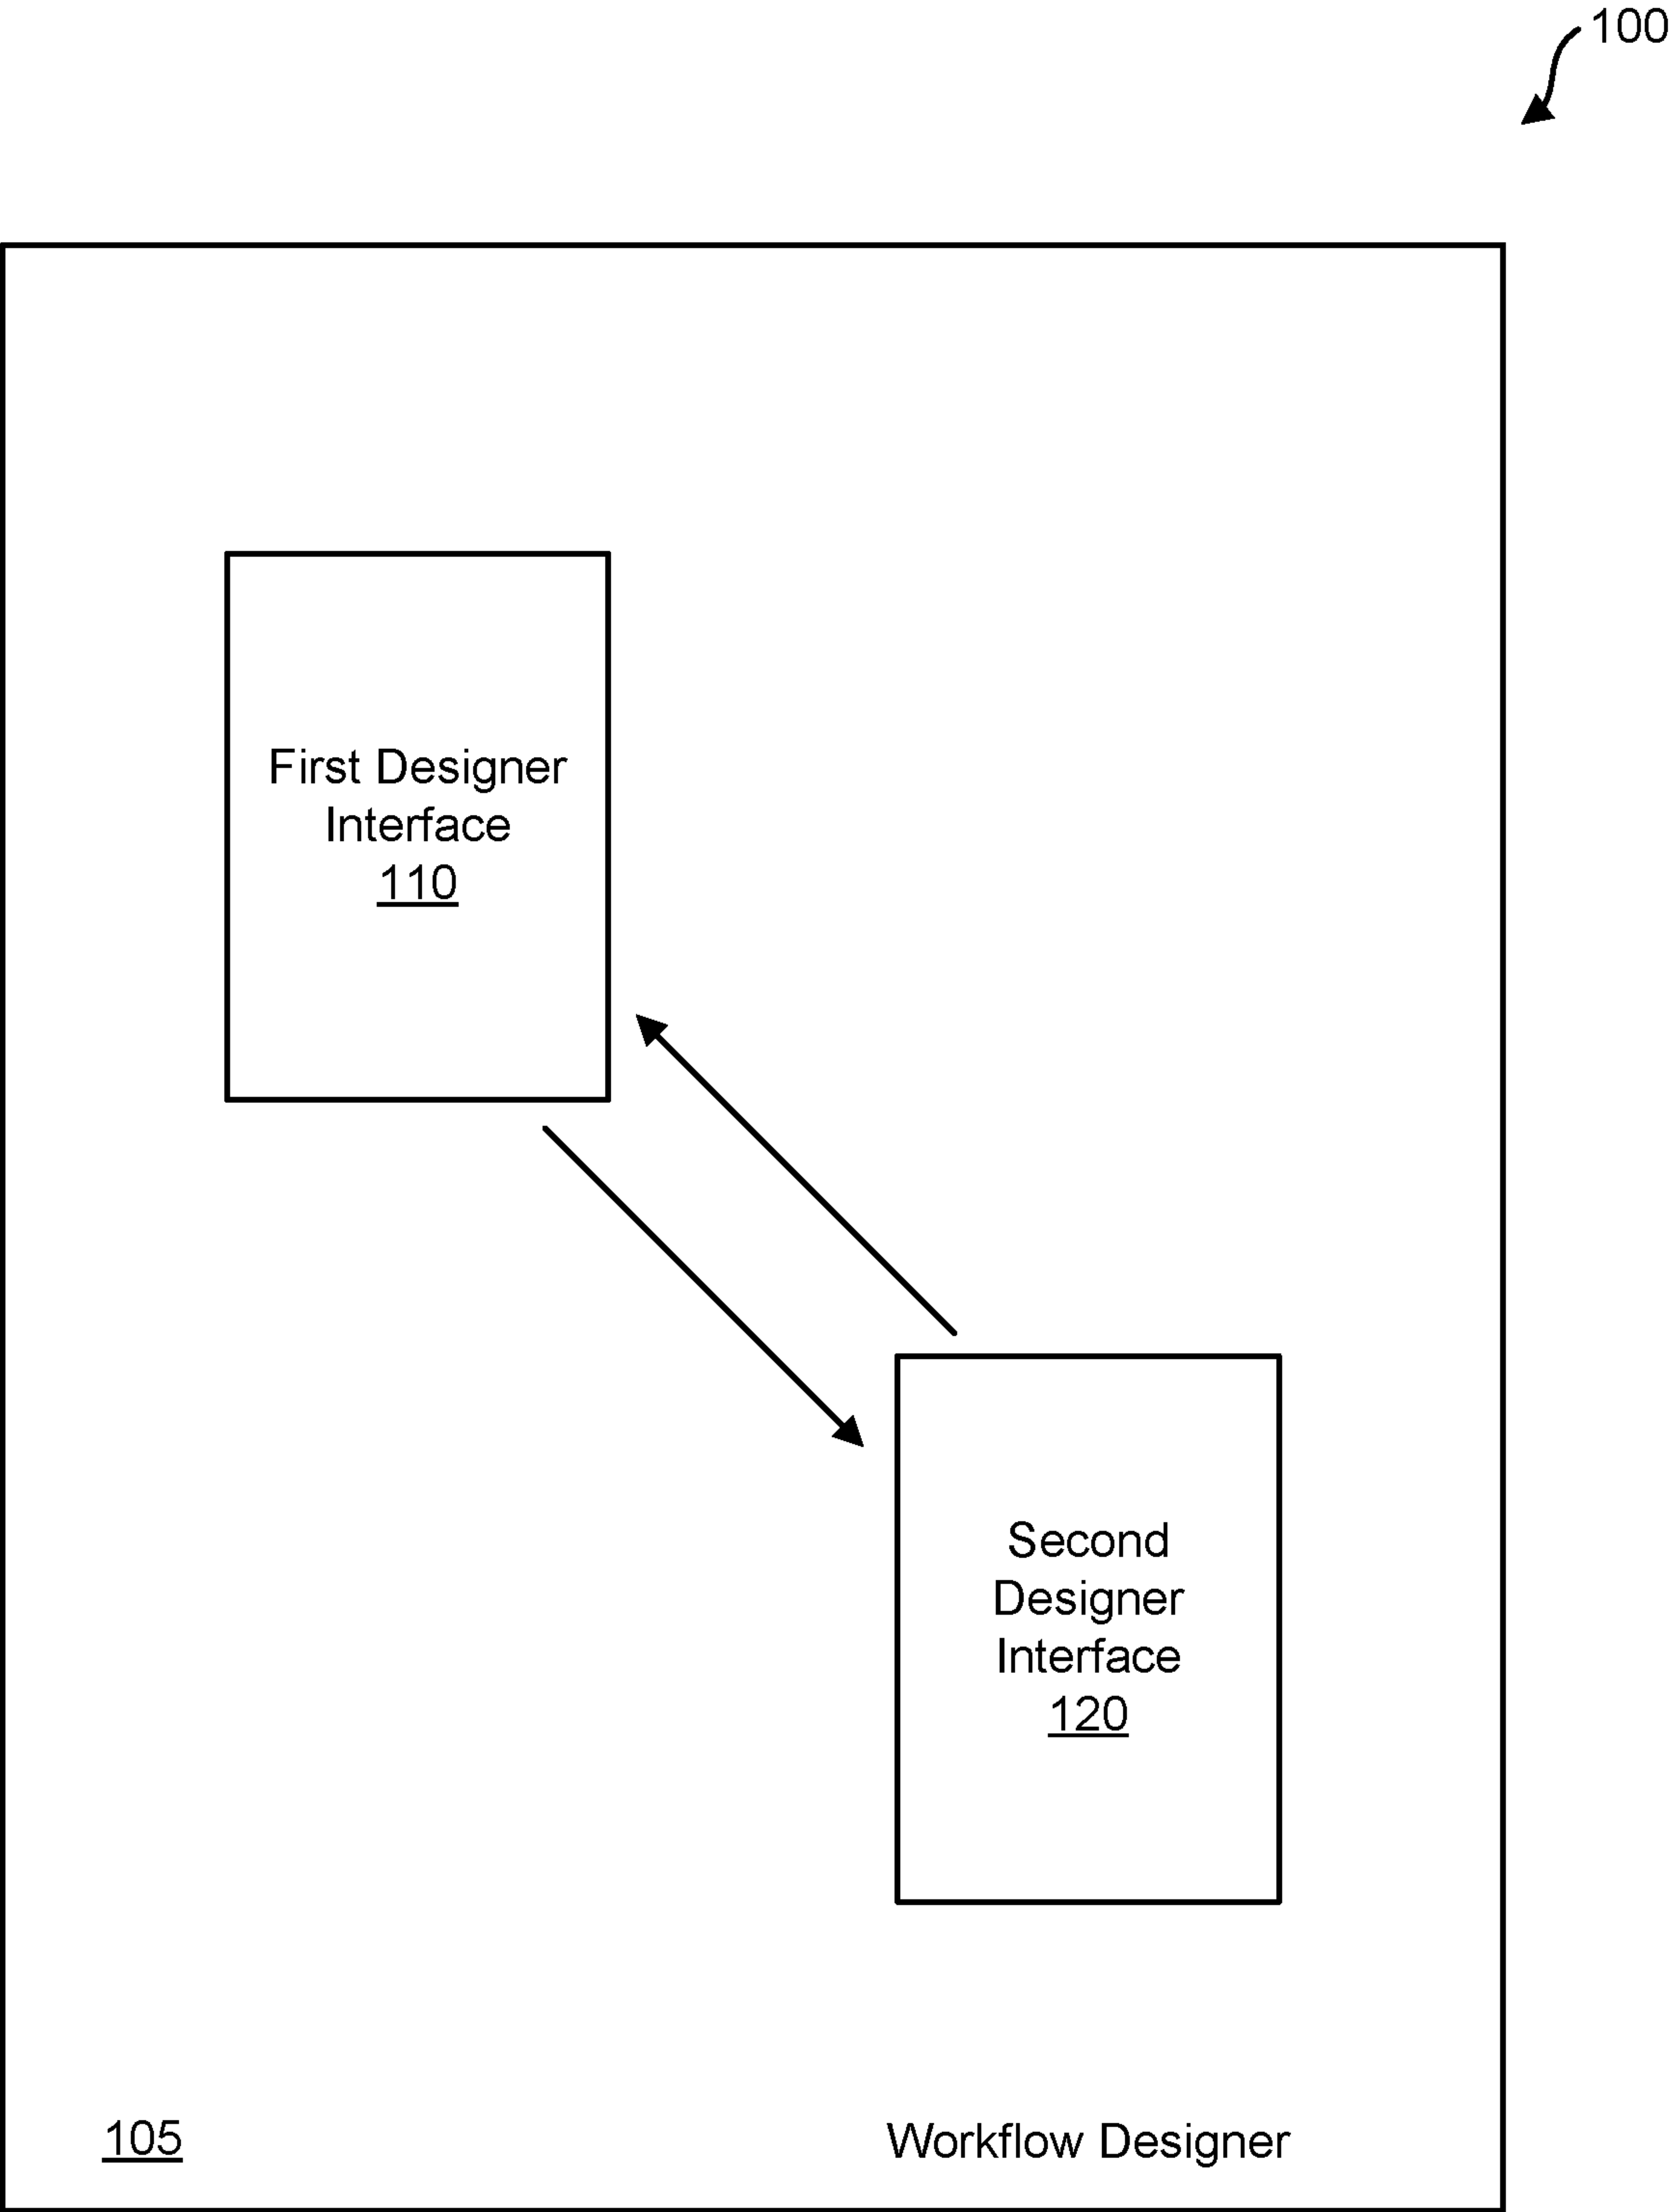 100
First Designer
Interface
110
Second
Designer
Interface
120
105
Workflow Designer